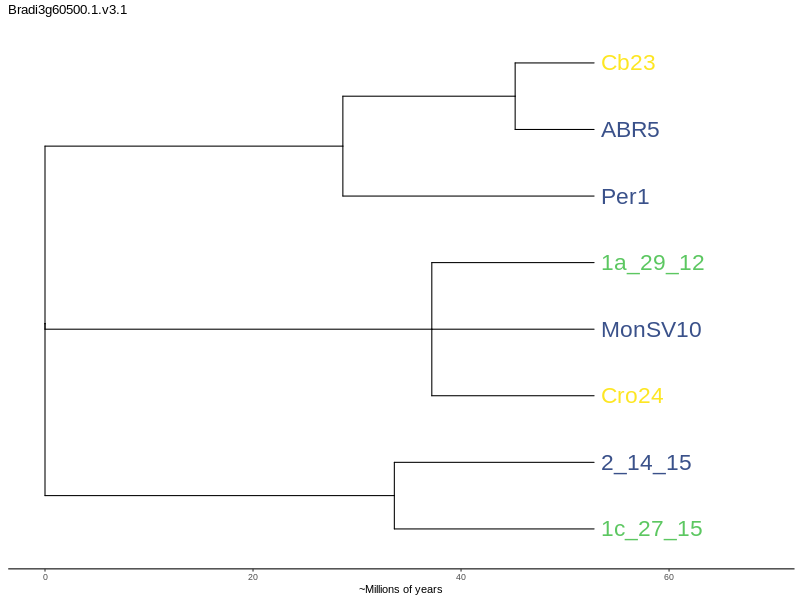 Bradi3g60500.1.v3.1
Cb23
ABR5
Per1
1a_29_12
MonSV10
Cro24
2_14_15
1c_27_15
0 20 40 60
~Millions of years